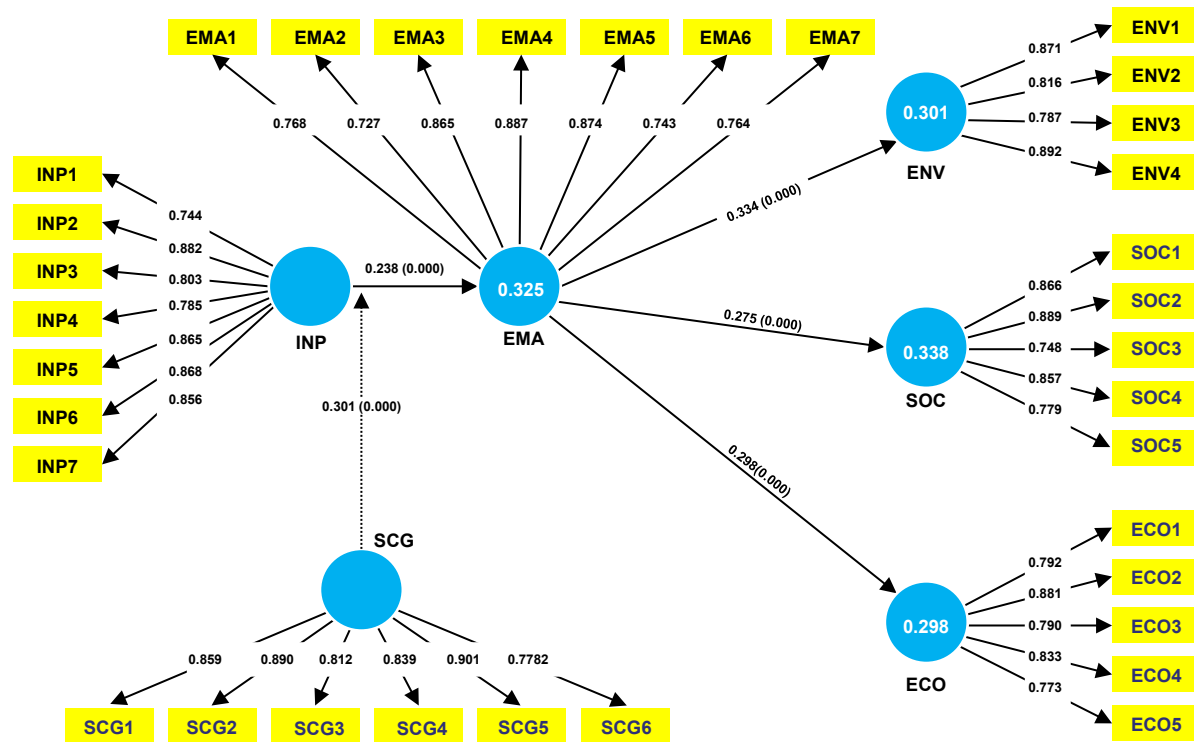 EMA1
EMA2
EMA3
EMA4
EMA5
EMA6
EMA7
0.768
0.727
0.865
0.887
0.874
0.743
0.764
INP1
INP2
INP3
INP4
INP5
INP6
INP7
0.744
0.882
0.803
0.785
0.865
0.868
0.856
INP
0.238 (0.000)
0.325
EMA
0.301 (0.000)
SCG
0.859
0.890
0.812
0.839
0.901
0.7782
SCG1
SCG2
SCG3
SCG4
SCG5
SCG6
0.334 (0.000)
0.275 (0.000)
0.298(0.000)
0.301
ENV
0.871
0.816
0.787
0.892
ENV1
ENV2
ENV3
ENV4
0.338
SOC
0.866
0.889
0.748
0.857
0.779
SOC1
SOC2
SOC3
SOC4
SOC5
0.298
ECO
0.792
0.881
0.790
0.833
0.773
ECO1
ECO2
ECO3
ECO4
ECO5